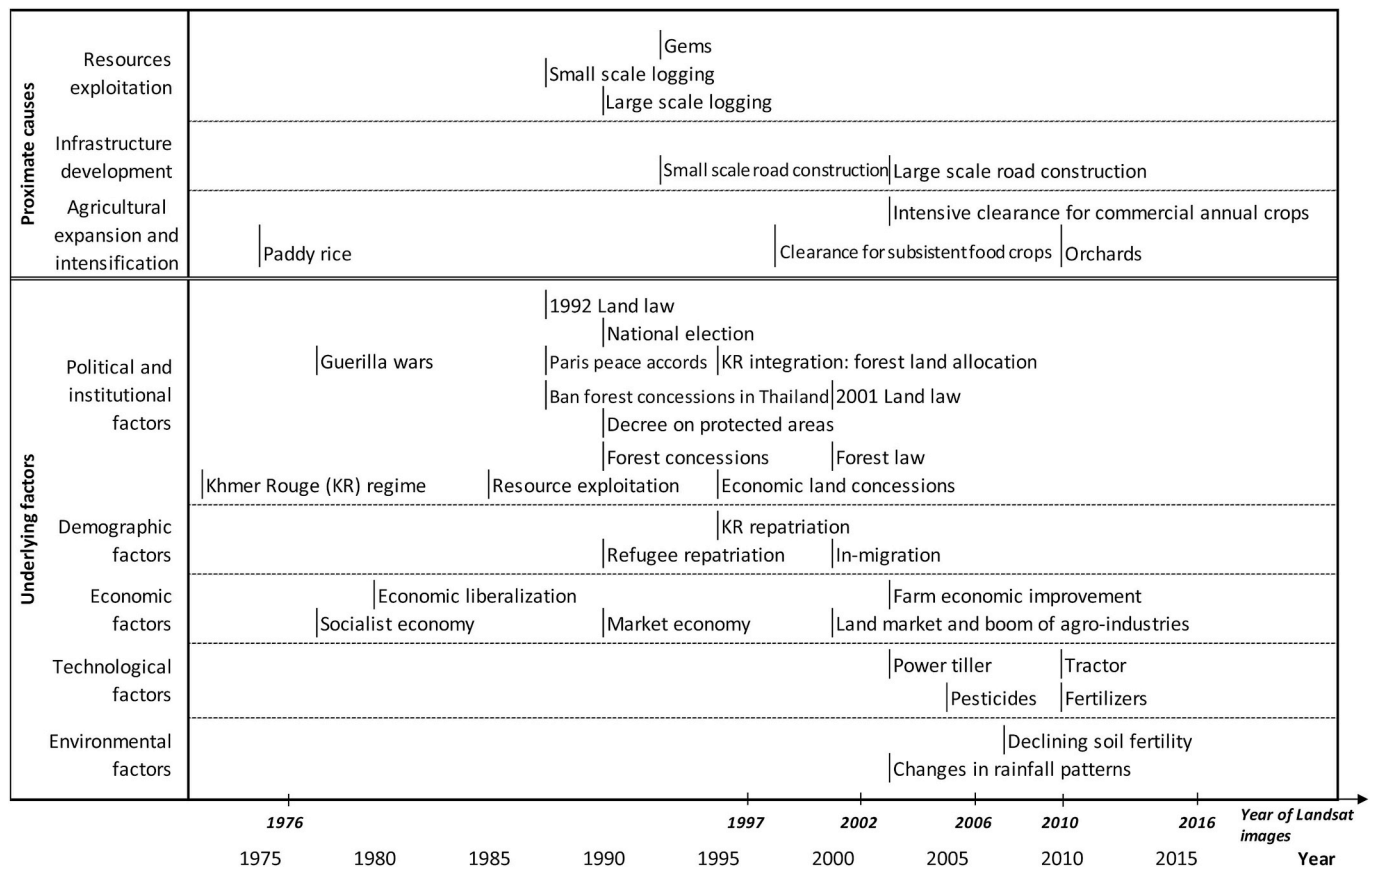 Proximate causes
Resources
exploitation
Gems
Small scale logging
Large scale logging
Infrastructure
development
Small scale road construction
Large scale road construction
Agricultural
expansion and
intensification
Intensive clearance for commercial annual crops
Paddy rice
Clearance for subsistent food crops
Orchards
Underlying factors
Political and
institutional
factors
1992 Land law
National election
Guerilla wars
Paris peace accords
KR integration: forest land allocation
Ban forest concessions in Thailand
2001 Land law
Decree on protected areas
Forest concessions
Forest law
Khmer Rouge (KR) regime
Resource exploitation
Economic land concessions
Demographic
factors
KR repatriation
Refugee repatriation
In-migration
Economic
factors
Economic liberalization
Farm economic improvement
Socialist economy
Market economy
Land market and boom of agro-industries
Technological
factors
Power tiller
Tractor
Pesticides
Fertilizers
Environmental
factors
Declining soil fertility
Changes in rainfall patterns
1976 1997 2002 2006 2010 2016
Year of Landsat
images
1975 1980 1985 1990 1995 2000 2005 2010 2015 Year